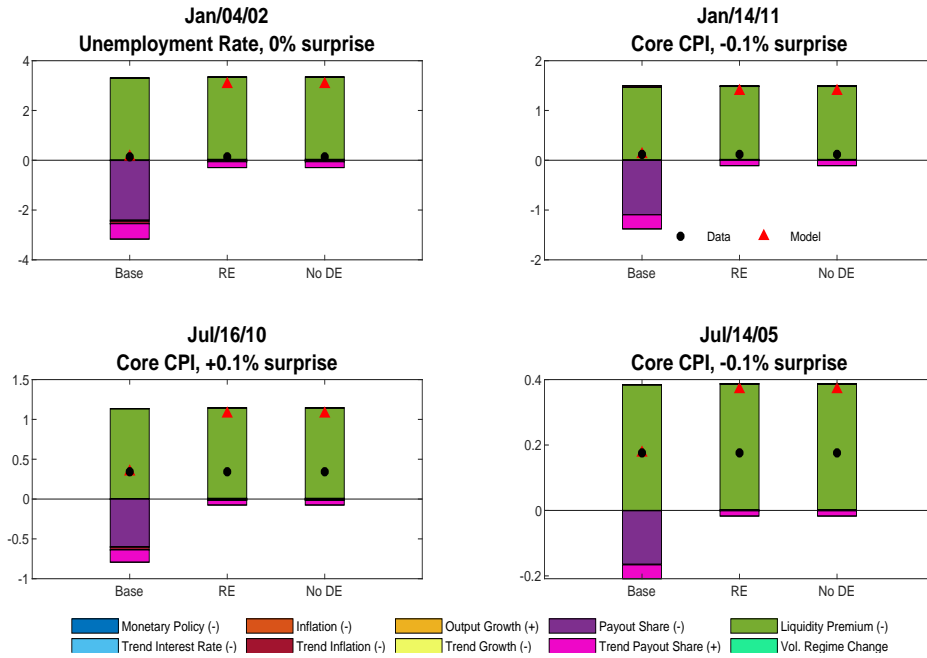 Jan/04/02
Unemployment Rate, 0% surprise
4
2
0
-2
-4
Base RE No DE
Jan/14/11
Core CPI, -0.1% surprise
2
1
0
-1
-2
Data Model
Base RE No DE
Jul/16/10
Core CPI, +0.1% surprise
1.5
1
0.5
0
-0.5
-1
Base RE No DE
Jul/14/05
Core CPI, -0.1% surprise
0.4
0.2
0
-0.2
Base RE No DE
Monetary Policy (-) Inflation (-) Output Growth (+) Payout Share (-) Liquidity Premium (-)
Trend Interest Rate (-) Trend Inflation (-) Trend Growth (-) Trend Payout Share (+) Vol. Regime Change